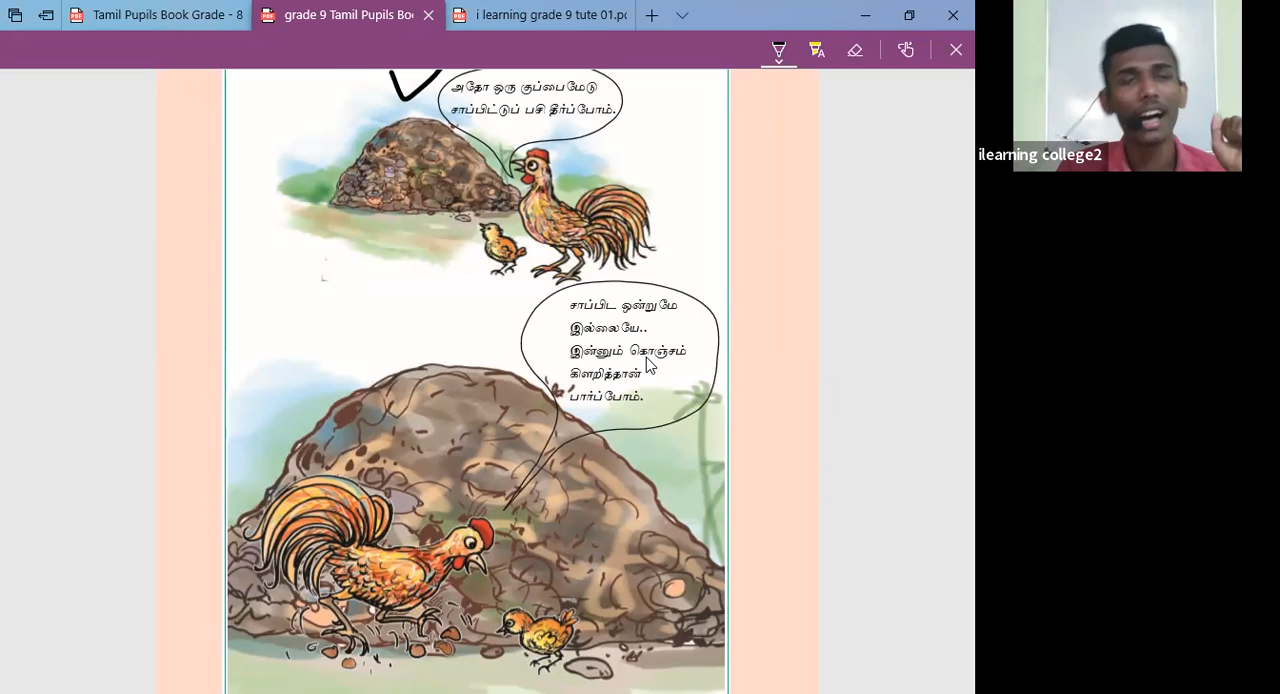 Tamil Pupils Book Grade - 8
grade 9 Tamil Pupils Bo
i learning grade 9 tute 01.p
அதோ ஒரு குப்பைமேடு
சாப்பிட்டுப் பசி தீர்ப்போம்.
ilearning college2
சாப்பிட ஒன்றுமே
இல்லையே..
இன்னும் கொஞ்சம்
கிளறித்தான்
பார்ப்போம்.